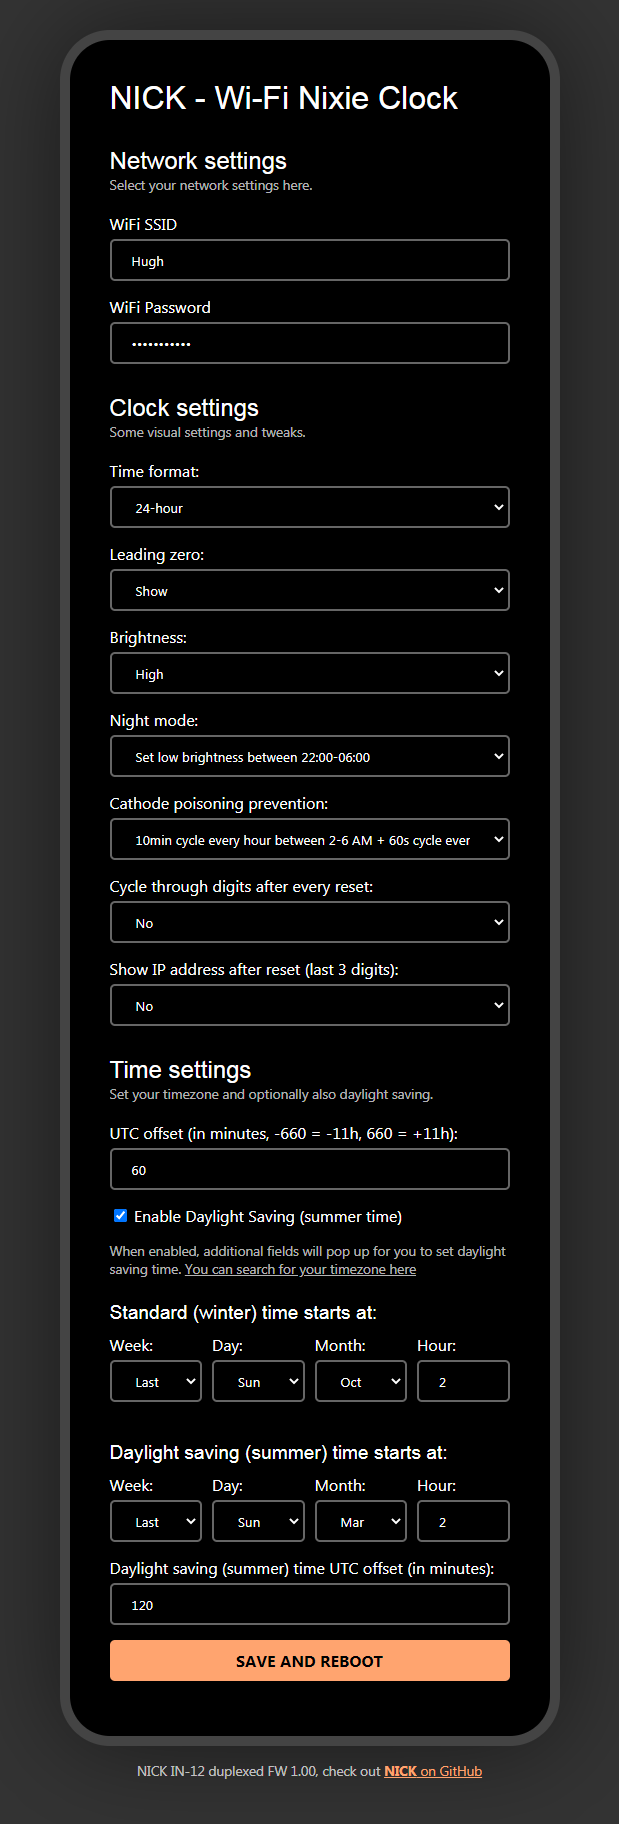 NICK - Wi-Fi Nixie Clock
Network settings
Select your network settings here.
WiFi SSID
Hugh
WiFi Password
•••••••••••
Clock settings
Some visual settings and tweaks.
Time format:
24-hour
Leading zero:
Show
Brightness:
High
Night mode:
Set low brightness between 22:00-06:00
Cathode poisoning prevention:
10min cycle every hour between 2-6 AM + 60s cycle ever
Cycle through digits after every reset:
No
Show IP address after reset (last 3 digits):
No
Time settings
Set your timezone and optionally also daylight saving.
UTC offset (in minutes, -660 = -11h, 660 = +11h):
60
Enable Daylight Saving (summer time)
When enabled, additional fields will pop up for you to set daylight
saving time. You can search for your timezone here
Standard (winter) time starts at:
Week: Day: Month: Hour:
Last Sun Oct 2
Daylight saving (summer) time starts at:
Week: Day: Month: Hour:
Last Sun Mar 2
Daylight saving (summer) time UTC offset (in minutes):
120
SAVE AND REBOOT
NICK IN-12 duplexed FW 1.00, check out NICK on GitHub